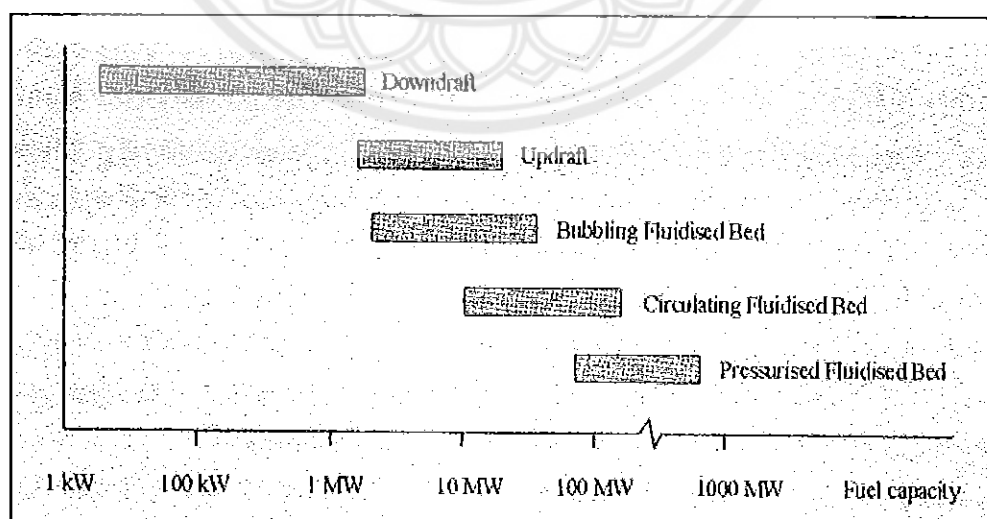 Downdraft
Updraft
Bubbling Fluidised Bed
Circulating Fluidised Bed
Pressurised Fluidised Bed
1 kW 100 kW 1 MW 10 MW 100 MW 1000 MW Fuel capacity